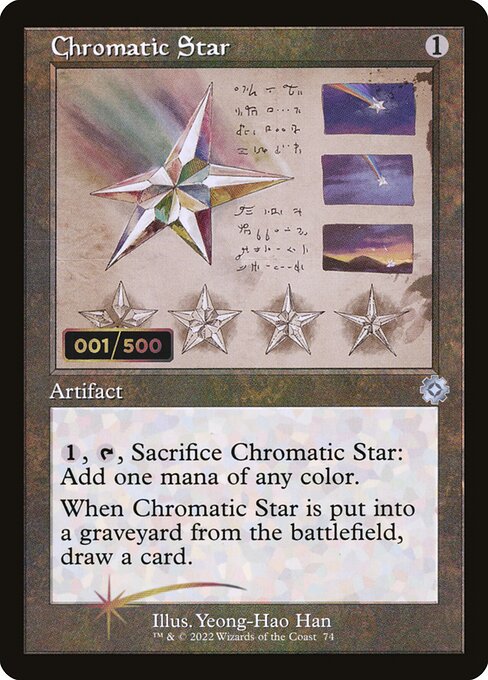 Chromatic Star 1
001/500
Artifact
1, T, Sacrifice Chromatic Star:
Add one mana of any color.
When Chromatic Star is put into
a graveyard from the battlefield,
draw a card.
Illus. Yeong-Hao Han
™ & © 2022 Wizards of the Coast 74